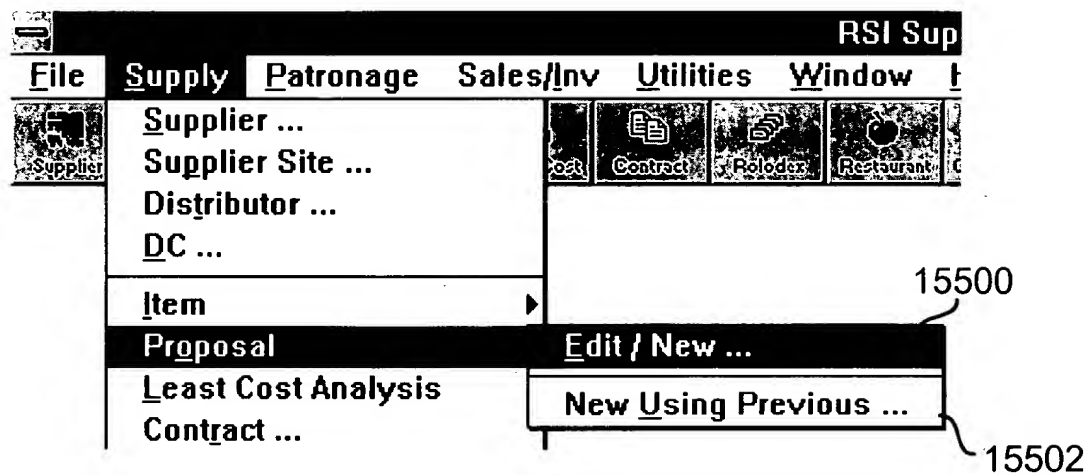 RSI Sup
File Supply Patronage Sales/Inv Utilities Window H
Supplier Cost Contract Rolodex Restaurant C
Supplier ...
Supplier Site ...
Distributor ...
DC ...
15500
Item
Proposal Edit / New ...
Least Cost Analysis New Using Previous ...
Contract ...
15502